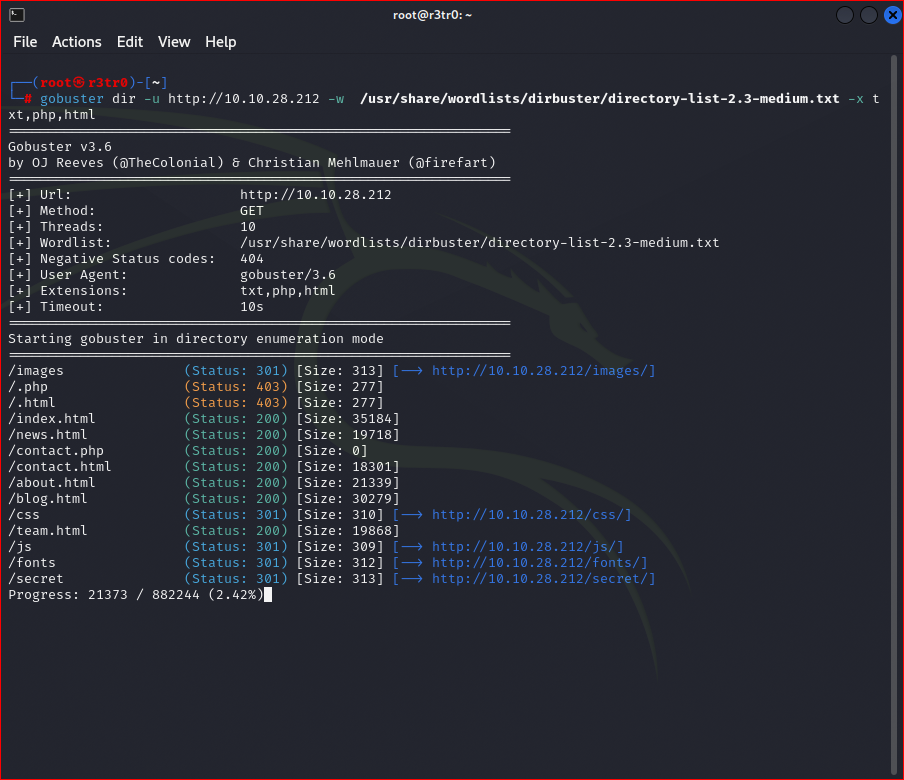 root@r3tr0: ~
File Actions Edit View Help
┌──(root㉿r3tr0)-[~]
└─# gobuster dir -u http://10.10.28.212 -w  /usr/share/wordlists/dirbuster/directory-list-2.3-medium.txt -x t
xt,php,html
===============================================================
Gobuster v3.6
by OJ Reeves (@TheColonial) & Christian Mehlmauer (@firefart)
===============================================================
[+] Url:                     http://10.10.28.212
[+] Method:                  GET
[+] Threads:                 10
[+] Wordlist:                /usr/share/wordlists/dirbuster/directory-list-2.3-medium.txt
[+] Negative Status codes:   404
[+] User Agent:              gobuster/3.6
[+] Extensions:              txt,php,html
[+] Timeout:                 10s
===============================================================
Starting gobuster in directory enumeration mode
===============================================================
/images               (Status: 301) [Size: 313] [--> http://10.10.28.212/images/]
/.php                 (Status: 403) [Size: 277]
/.html                (Status: 403) [Size: 277]
/index.html           (Status: 200) [Size: 35184]
/news.html            (Status: 200) [Size: 19718]
/contact.php          (Status: 200) [Size: 0]
/contact.html         (Status: 200) [Size: 18301]
/about.html           (Status: 200) [Size: 21339]
/blog.html            (Status: 200) [Size: 30279]
/css                  (Status: 301) [Size: 310] [--> http://10.10.28.212/css/]
/team.html            (Status: 200) [Size: 19868]
/js                   (Status: 301) [Size: 309] [--> http://10.10.28.212/js/]
/fonts                (Status: 301) [Size: 312] [--> http://10.10.28.212/fonts/]
/secret               (Status: 301) [Size: 313] [--> http://10.10.28.212/secret/]
Progress: 21373 / 882244 (2.42%)